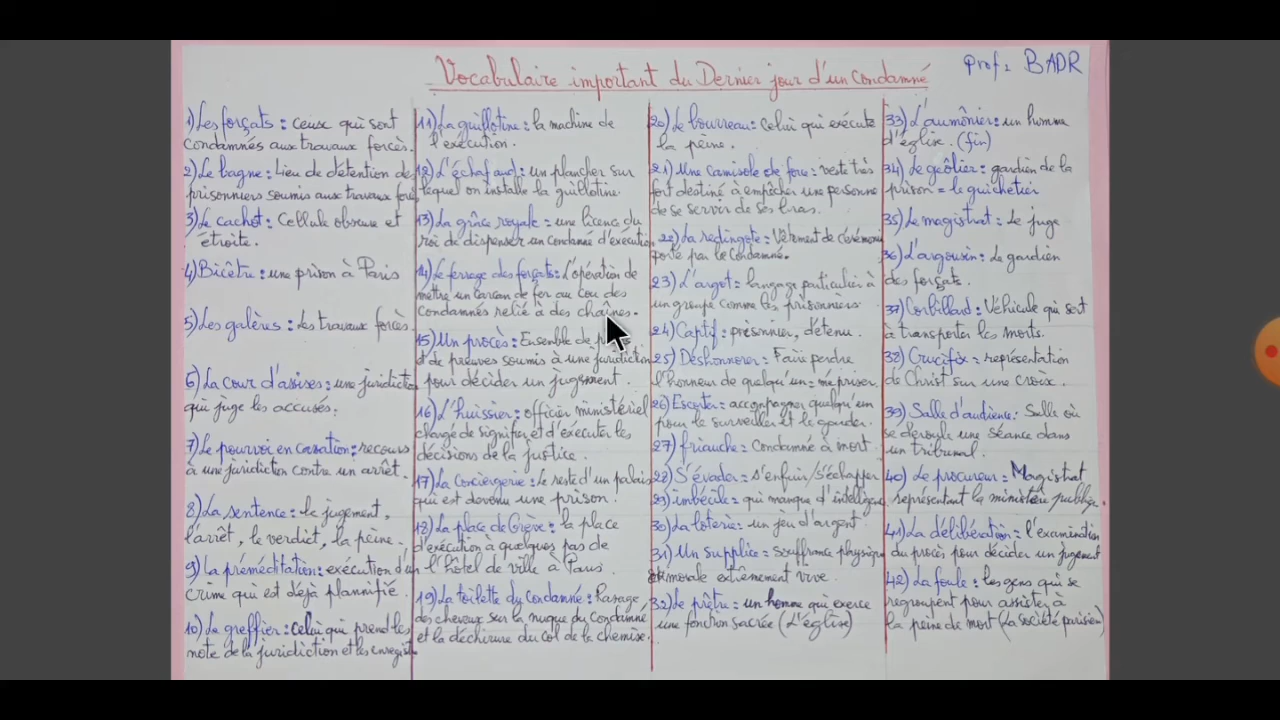 Vocabulaire important du Dernier jour d'un condamné
Prof: BADR
1) Les forçats : ceux qui sont
condamnés aux travaux forcès.
2) Le bagne : Lieu de détention de
prisonniers soumis aux travaux forcés
3) Le cachot : Cellule obscure et
étroite.
4) Bicêtre : une prison à Paris
5) Les galères : Les travaux forcès.
6) La cour d'assises : une juridiction
qui juge les accusés.
7) Le pourvoi en cassation : recours
à une juridiction contre un arrêt.
8) La sentence : le jugement,
l'arrêt, le verdict, la peine.
9) La préméditation : exécution d'un
crime qui est déjà plannifié.
10) Le greffier : celui qui prend les
note de la juridiction et les enregist
11) La guillotine : la machine de
l'exécution.
12) L'échafaud : un plancher sur
lequel on installe la guillotine.
13) La grâce royale = une licence du
roi de dispenser un condamné d'exécution
14) Le ferrage des forçats : L'opération de
mettre un carcan de fer au cou des
condamnés relié à des chaînes.
15) Un procès : Ensemble de
et de preuves soumis à une juridiction
pour décider un jugement.
16) L'huissier : officier ministériel
chargé de signifier et d'exécuter les
décisions de la justice.
17) La Conciergerie : le reste d'un palais
qui est devenu une prison.
18) La place de Grève : la place
d'exécution à quelques pas de
l'hôtel de ville à Paris.
19) La toilette du condamné : Rasage
des cheveux sur la nuque du Condamné
et la déchirure du col de la chemise.
20) Le bourreau : Celui qui exécute
la peine.
21) Une camisole de force : veste très
fort destiné à empêcher une personne
de se servir de ses bras.
22) La redingote : Vêtement de cérémonie
porté par le condamné.
23) L'argot : langage particulier à
un groupe comme les prisonniers.
24) Captif : prisonnier, détenu.
25) Déshonnorer : Faire perdre
l'honneur de quelqu'un = mépriser.
26) Escorter : accompagner quelqu'un
pour le surveiller et le garder.
27) friauche : Condamné à mort.
28) S'évader = s'enfuir / s'échapper
29) imbécile = qui manque d'intelligence
30) La loterie : un jeu d'argent
31) Un supplice = Souffrance physique
et morale extrêmement vive.
32) Le prêtre : un homme qui exerce
une fonction sacrée (L'église)
33) L'aumônier : un homme
d'église. (fin)
34) Le geôlier : gardien de la
prison = le guichetier
35) Le magistrat : le juge
36) L'argousin : Le gardien
des forçats.
37) Corbillard : Véhicule qui sert
à transporter les morts.
38) Crucifix = représentation
de Christ sur une croix.
39) Salle d'audience : Salle où
se déroule une séance dans
un tribunal.
40) Le procureur = Magistrat
représentant la ministère publique.
41) La délibération = l'examination
du procès pour décider un jugement
42) La foule : les gens qui se
regroupent pour assister à
la peine de mort (La société parisien)